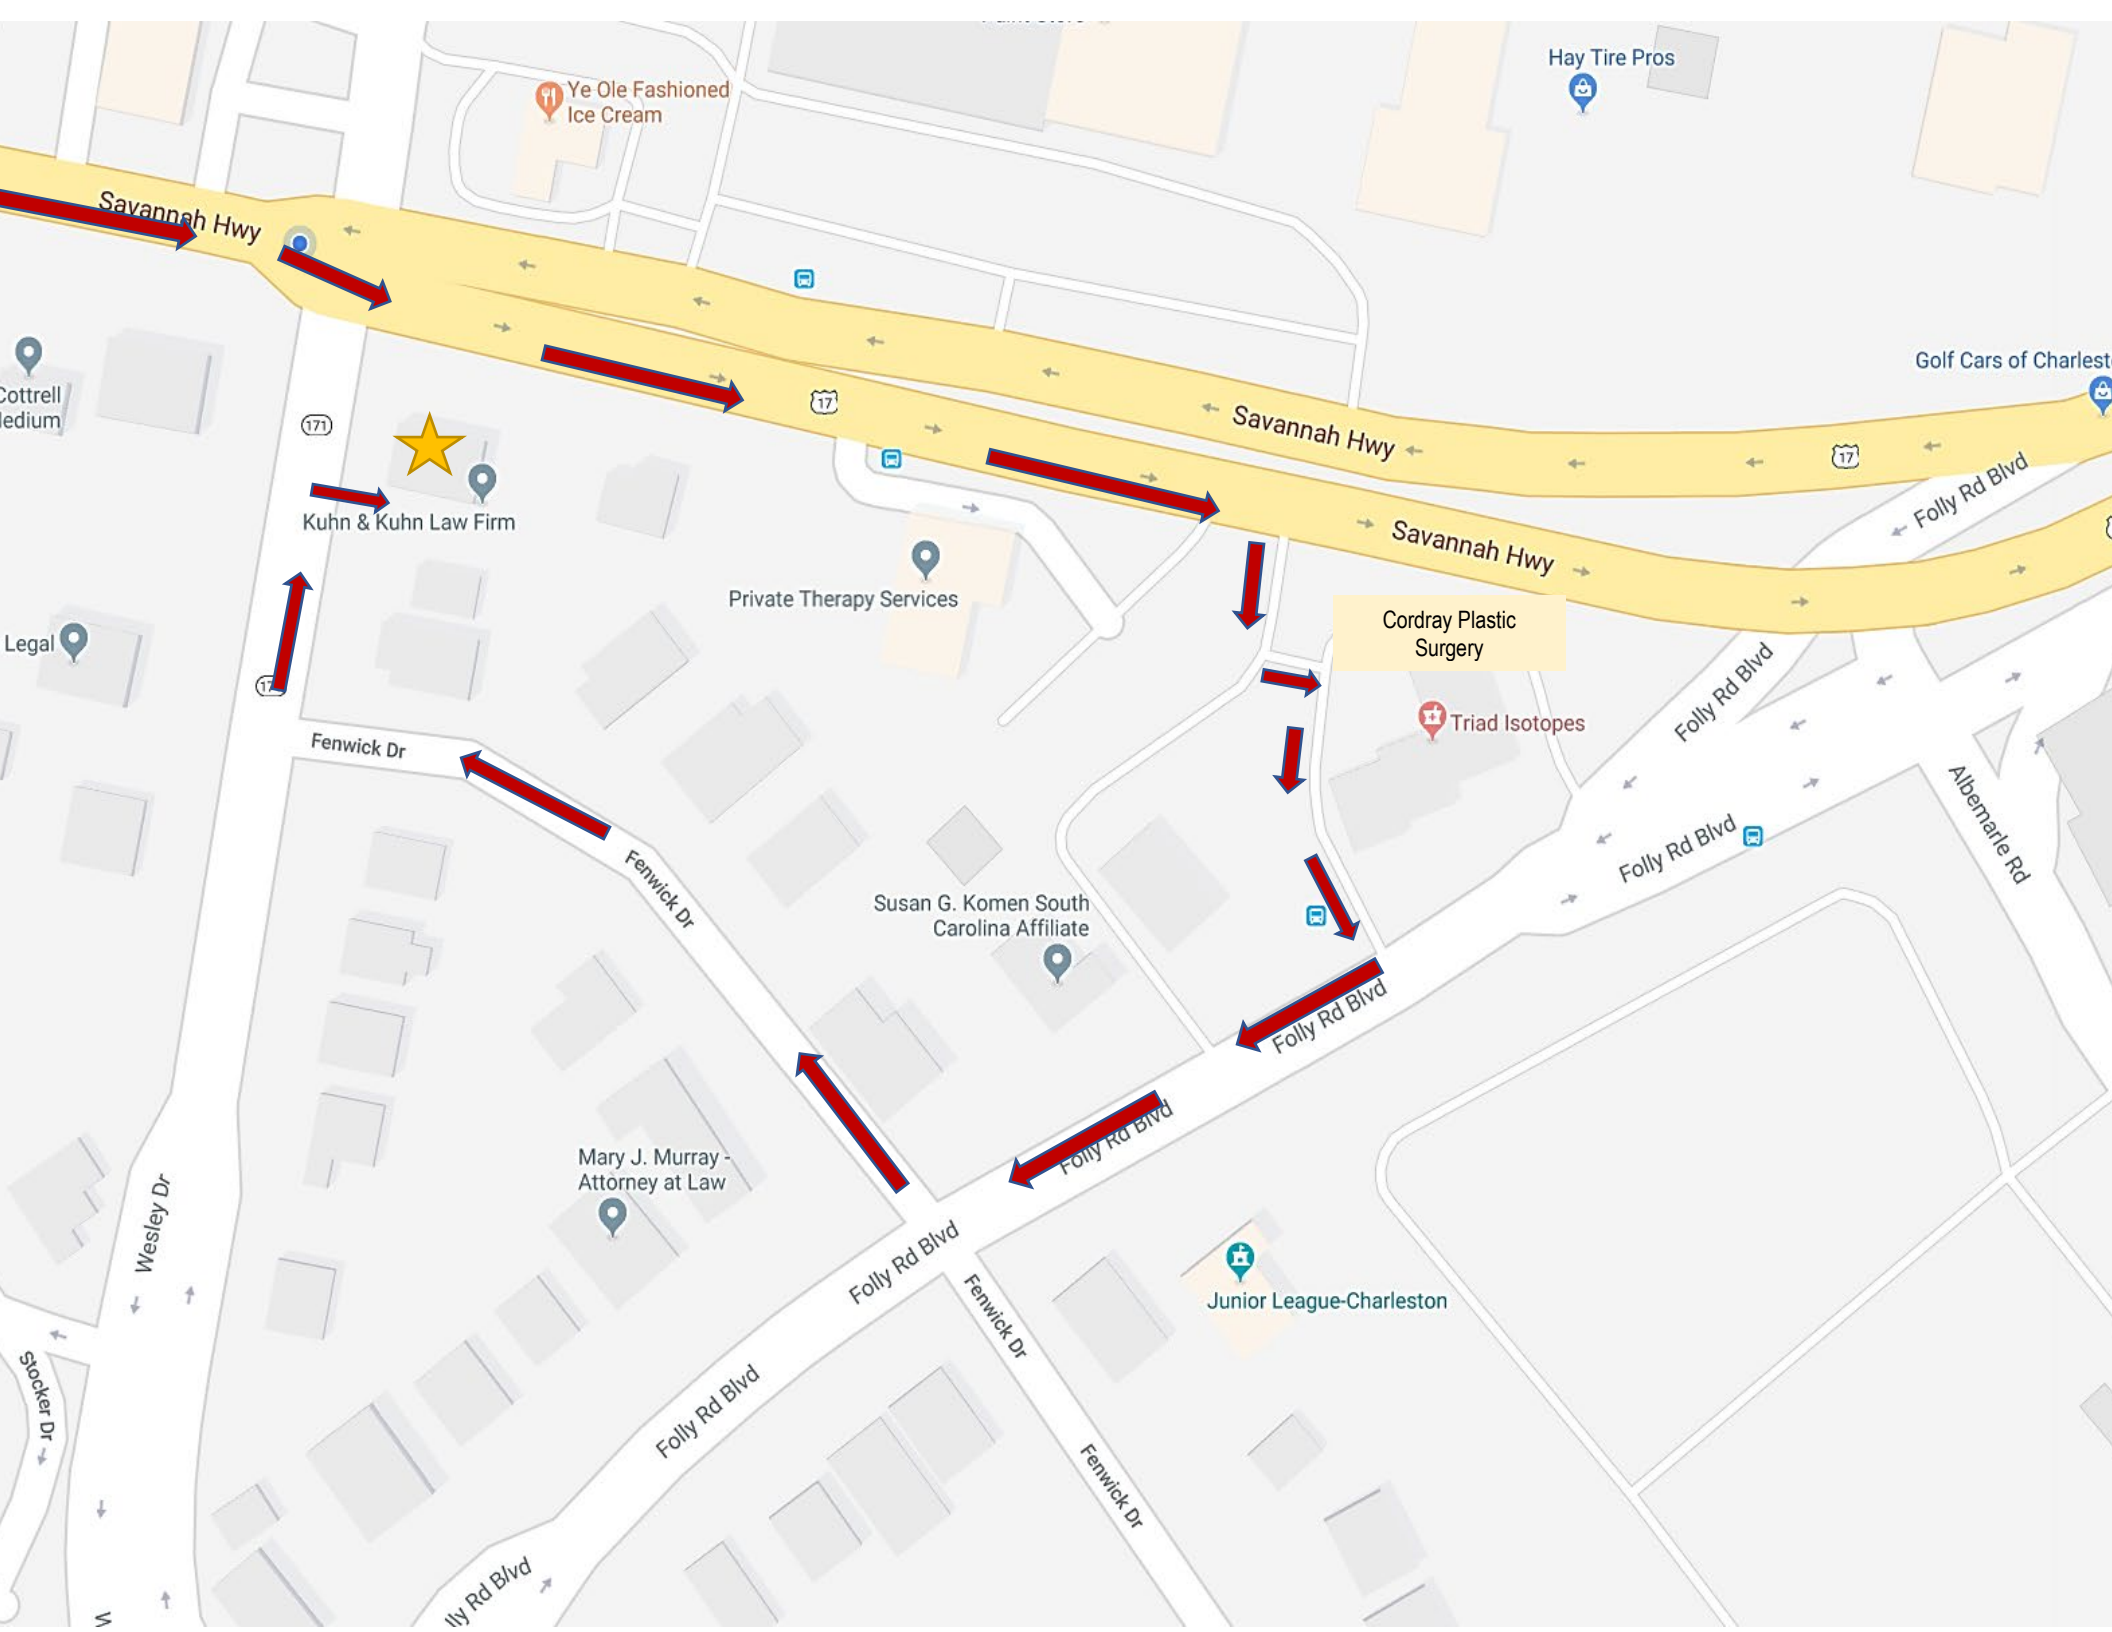 Hay Tire Pros
Ye Ole Fashioned
Ice Cream
Savannah Hwy
Golf Cars of Charlest
Cottrell
171
17
Savannah Hwy
17
Folly Rd Blvd
Kuhn & Kuhn Law Firm
Savannah Hwy
Private Therapy Services
Cordray Plastic
Surgery
Legal
Folly Rd Blvd
Triad Isotopes
Fenwick Dr
Albemarle Rd
Folly Rd Blvd
Fenwick Dr
Susan G. Komen South
Carolina Affiliate
Folly Rd Blvd
Folly Rd Blvd
Mary J. Murray -
Attorney at Law
Wesley Dr
Folly Rd Blvd
Fenwick Dr
Junior League-Charleston
Stocker Dr
Folly Rd Blvd
Fenwick Dr
lly Rd Blvd
W